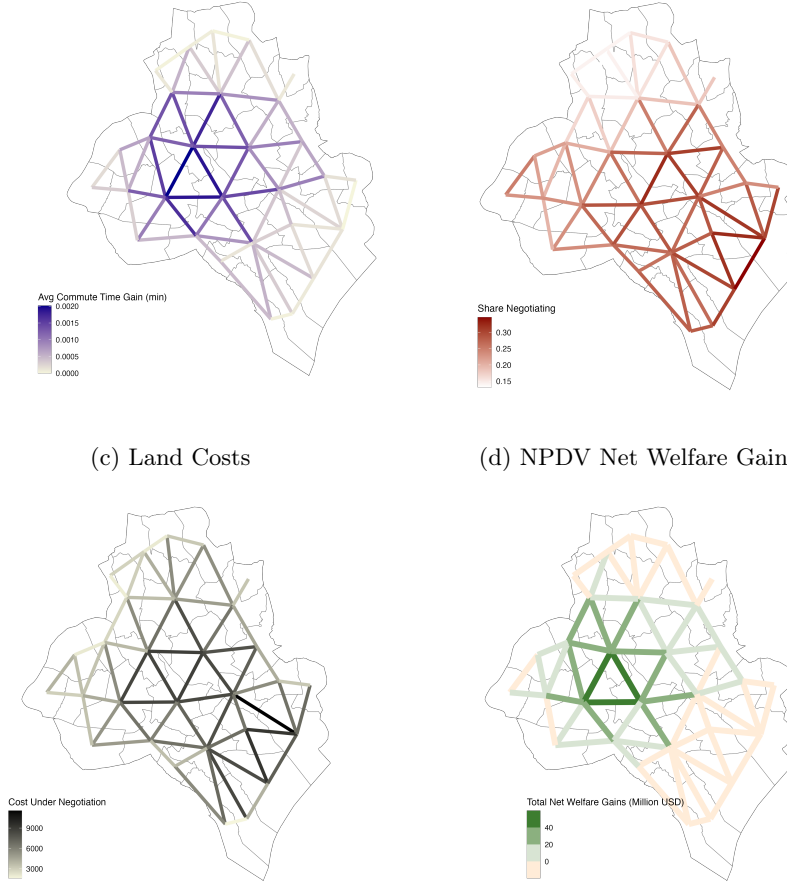 Avg Commute Time Gain (min)
0.0020
0.0015
0.0010
0.0005
0.0000
Share Negotiating
0.30
0.25
0.20
0.15
(c) Land Costs
(d) NPDV Net Welfare Gain
Cost Under Negotiation
9000
6000
3000
Total Net Welfare Gains (Million USD)
40
20
0